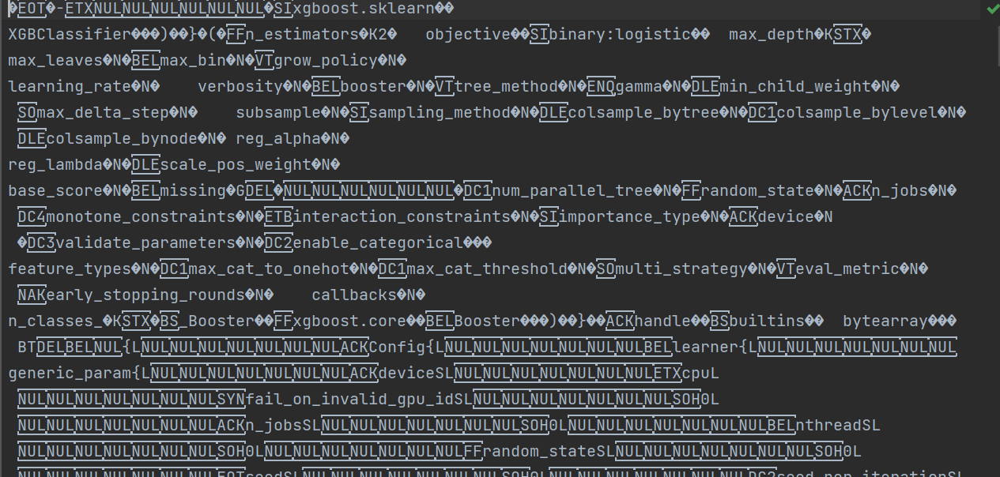 �EOT�-ETXNULNULNULNULNULNUL�SIxgboost.sklearn��
XGBClassifier���)��}�(�FFn_estimators�K2� objective��SIbinary:logistic�� max_depth�KSTX�
max_leaves�N�BELmax_bin�N�VTgrow_policy�N�
learning_rate�N� verbosity�N�BELbooster�N�VTtree_method�N�ENQgamma�N�DLEmin_child_weight�N�
SOmax_delta_step�N� subsample�N�SIsampling_method�N�DLEcolsample_bytree�N�DC1colsample_bylevel�N�
DLEcolsample_bynode�N� reg_alpha�N�
reg_lambda�N�DLEscale_pos_weight�N�
base_score�N�BELmissing�GDEL�NULNULNULNULNULNUL�DC1num_parallel_tree�N�FFrandom_state�N�ACKn_jobs�N�
DC4monotone_constraints�N�ETBinteraction_constraints�N�SIimportance_type�N�ACKdevice�N
�DC3validate_parameters�N�DC2enable_categorical���
feature_types�N�DC1max_cat_to_onehot�N�DC1max_cat_threshold�N�SOmulti_strategy�N�VTeval_metric�N�
NAKearly_stopping_rounds�N� callbacks�N�
n_classes_�KSTX�BS_Booster��FFxgboost.core��BELBooster���)��}��ACKhandle��BSbuiltins�� bytearray���
BTDELBELNUL{LNULNULNULNULNULNULNULACKConfig{LNULNULNULNULNULNULNULBELlearner{LNULNULNULNULNULNULNUL
generic_param{LNULNULNULNULNULNULNULACKdeviceSLNULNULNULNULNULNULNULETXcpuL
NULNULNULNULNULNULNULSYNfail_on_invalid_gpu_idSLNULNULNULNULNULNULNULSOH0L
NULNULNULNULNULNULNULACKn_jobsSLNULNULNULNULNULNULNULSOH0LNULNULNULNULNULNULNULBELnthreadSL
NULNULNULNULNULNULNULSOH0LNULNULNULNULNULNULNULFFrandom_stateSLNULNULNULNULNULNULNULSOH0L
NULNULNULNULNULNULNULEOTseedSLNULNULNULNULNULNULNULSOH0LNULNULNULNULNULNULNULDC2seed_per_iterationSL